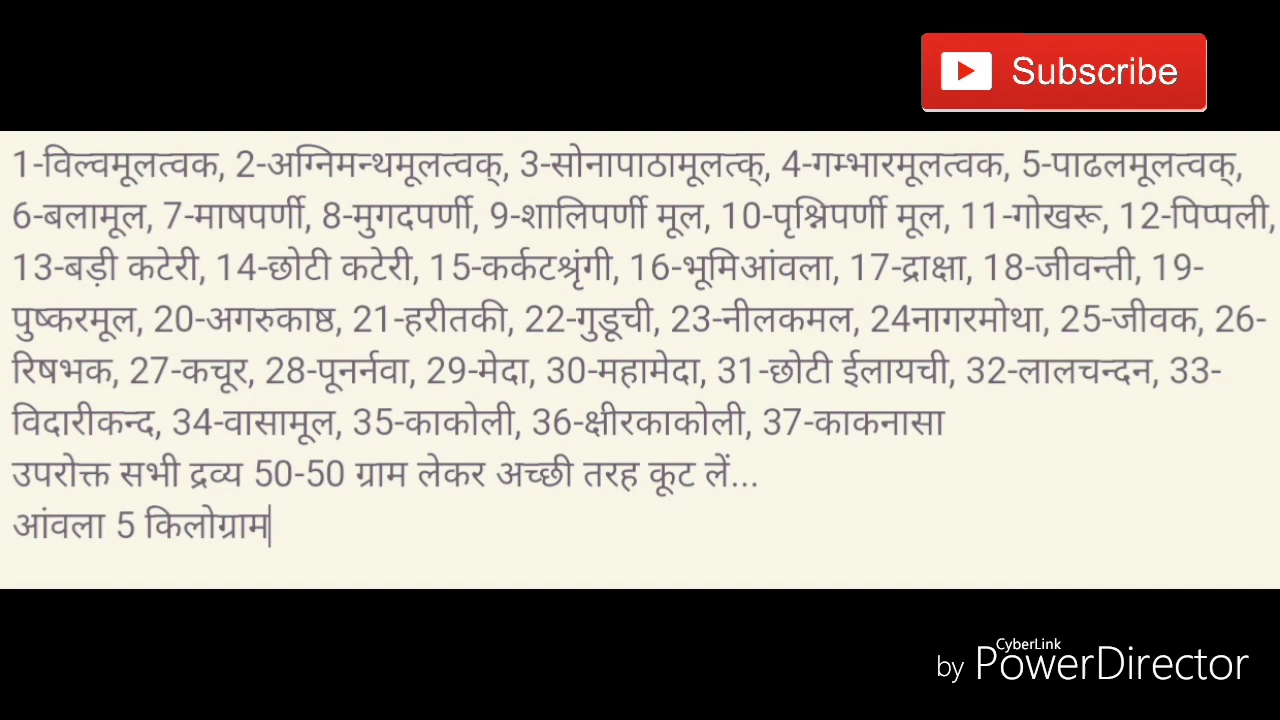 Subscribe
1-विल्वमूलत्वक, 2-अग्निमन्थमूलत्वक्, 3-सोनापाठामूलत्क्, 4-गम्भारमूलत्वक, 5-पाढलमूलत्वक्,
6-बलामूल, 7-माषपर्णी, 8-मुगदपर्णी, 9-शालिपर्णी मूल, 10-पृश्निपर्णी मूल, 11-गोखरू, 12-पिप्पली,
13-बड़ी कटेरी, 14-छोटी कटेरी, 15-कर्कटश्रृंगी, 16-भूमिआंवला, 17-द्राक्षा, 18-जीवन्ती, 19-
पुष्करमूल, 20-अगरुकाष्ठ, 21-हरीतकी, 22-गुडूची, 23-नीलकमल, 24नागरमोथा, 25-जीवक, 26-
रिषभक, 27-कचूर, 28-पूनर्नवा, 29-मेदा, 30-महामेदा, 31-छोटी ईलायची, 32-लालचन्दन, 33-
विदारीकन्द, 34-वासामूल, 35-काकोली, 36-क्षीरकाकोली, 37-काकनासा
उपरोक्त सभी द्रव्य 50-50 ग्राम लेकर अच्छी तरह कूट लें...
आंवला 5 किलोग्राम
CyberLink
by PowerDirector